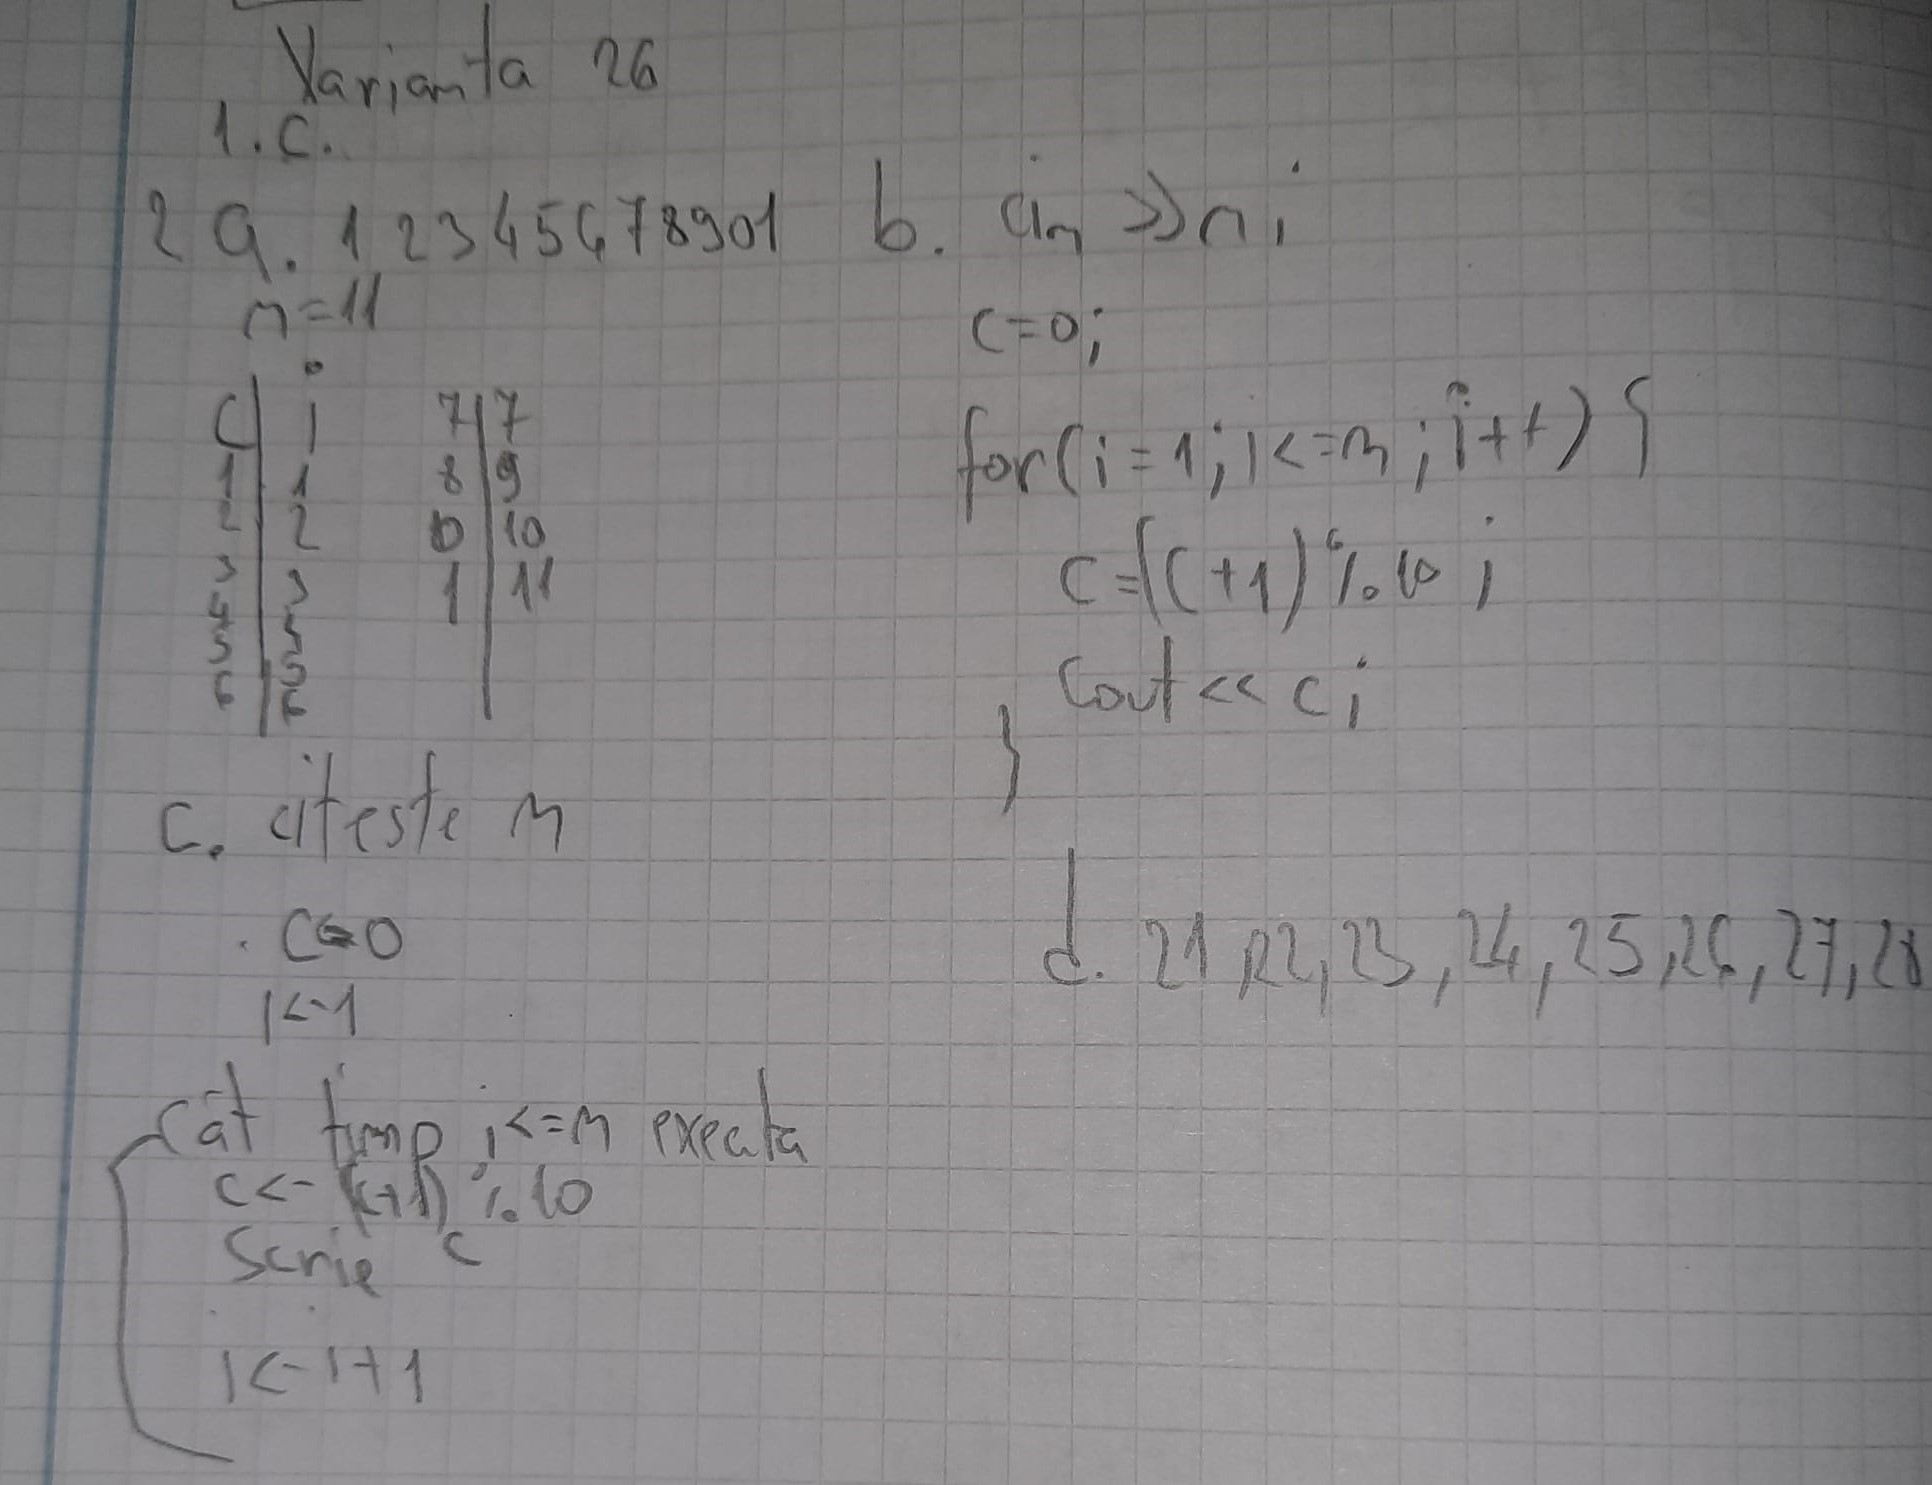 Varianta 26
1. c.
2 a. 12345678901
n=11
c | i
1 | 1
2 | 2
3 | 3
4 | 4
5 | 5
6 | 6
7 | 7
8 | 9
0 | 10
1 | 11
b. cin >> n;
c=0;
for(i=1; i<=n; i++) {
c=(c+1)%10;
cout << c;
}
c. citeste n
c<-0
i<-1
Cât timp i<=n executa
c<-(c+1)%10
Scrie c
i<-i+1
d. 21,22,23,24,25,26,27,28